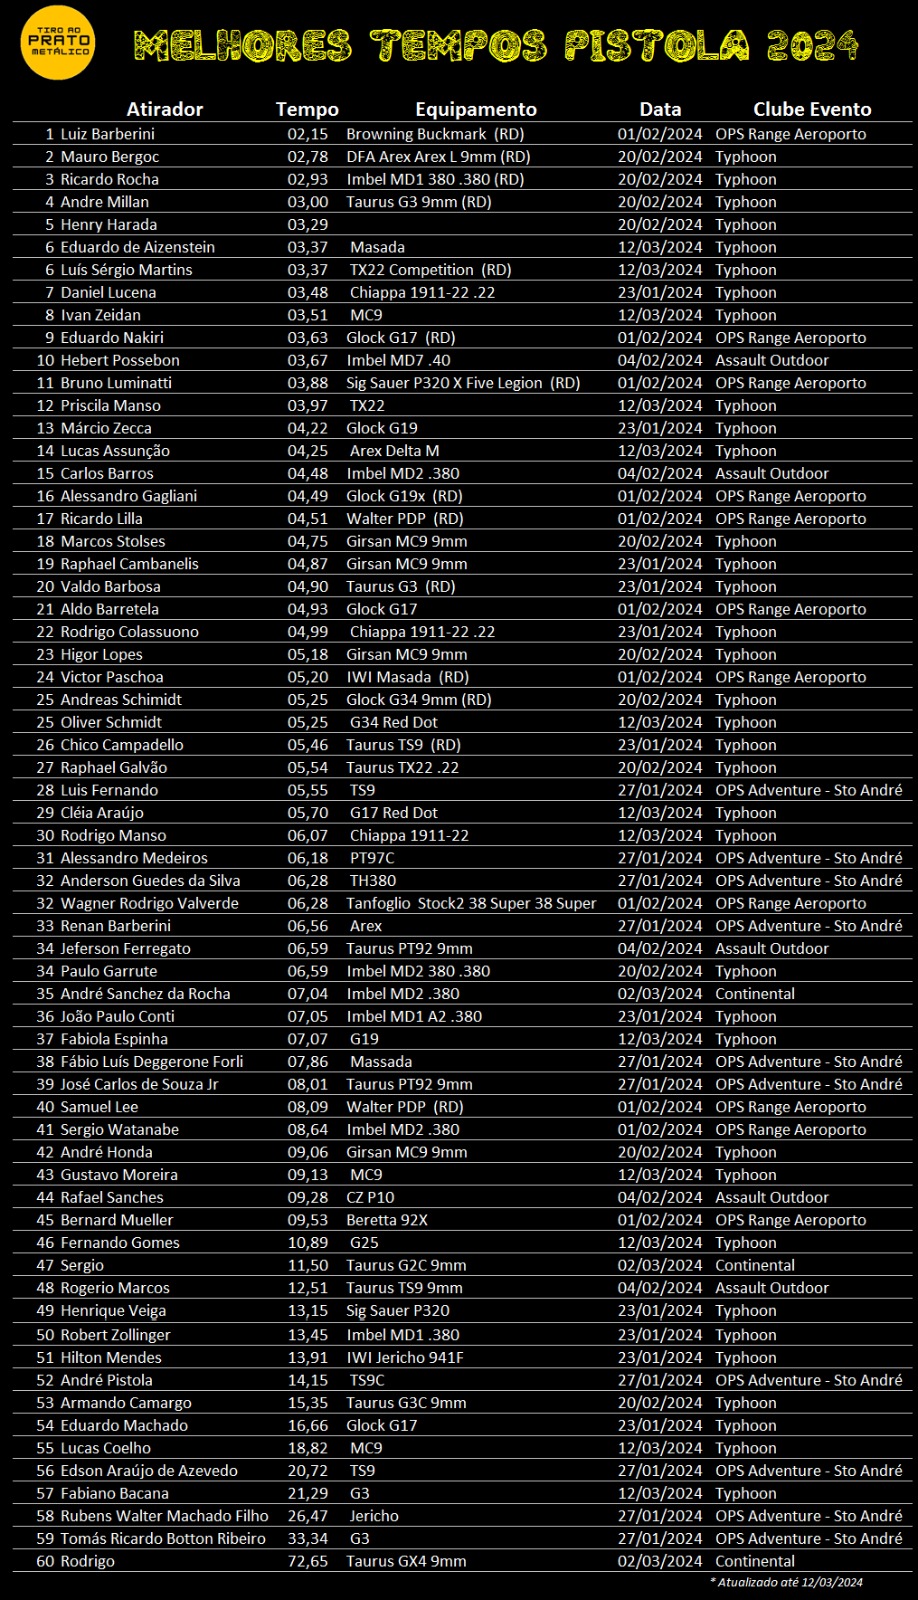 TIRO AO
PRATO
METÁLICO
MELHORES TEMPOS PISTOLA 2024
Atirador Tempo Equipamento Data Clube Evento
1 Luiz Barberini 02,15 Browning Buckmark (RD) 01/02/2024 OPS Range Aeroporto
2 Mauro Bergoc 02,78 DFA Arex Arex L 9mm (RD) 20/02/2024 Typhoon
3 Ricardo Rocha 02,93 Imbel MD1 380 .380 (RD) 20/02/2024 Typhoon
4 Andre Millan 03,00 Taurus G3 9mm (RD) 20/02/2024 Typhoon
5 Henry Harada 03,29 20/02/2024 Typhoon
6 Eduardo de Aizenstein 03,37 Masada 12/03/2024 Typhoon
6 Luís Sérgio Martins 03,37 TX22 Competition (RD) 12/03/2024 Typhoon
7 Daniel Lucena 03,48 Chiappa 1911-22 .22 23/01/2024 Typhoon
8 Ivan Zeidan 03,51 MC9 12/03/2024 Typhoon
9 Eduardo Nakiri 03,63 Glock G17 (RD) 01/02/2024 OPS Range Aeroporto
10 Hebert Possebon 03,67 Imbel MD7 .40 04/02/2024 Assault Outdoor
11 Bruno Luminatti 03,88 Sig Sauer P320 X Five Legion (RD) 01/02/2024 OPS Range Aeroporto
12 Priscila Manso 03,97 TX22 12/03/2024 Typhoon
13 Márcio Zecca 04,22 Glock G19 23/01/2024 Typhoon
14 Lucas Assunção 04,25 Arex Delta M 12/03/2024 Typhoon
15 Carlos Barros 04,48 Imbel MD2 .380 04/02/2024 Assault Outdoor
16 Alessandro Gagliani 04,49 Glock G19x (RD) 01/02/2024 OPS Range Aeroporto
17 Ricardo Lilla 04,51 Walter PDP (RD) 01/02/2024 OPS Range Aeroporto
18 Marcos Stolses 04,75 Girsan MC9 9mm 20/02/2024 Typhoon
19 Raphael Cambanelis 04,87 Girsan MC9 9mm 23/01/2024 Typhoon
20 Valdo Barbosa 04,90 Taurus G3 (RD) 23/01/2024 Typhoon
21 Aldo Barretela 04,93 Glock G17 01/02/2024 OPS Range Aeroporto
22 Rodrigo Colassuono 04,99 Chiappa 1911-22 .22 23/01/2024 Typhoon
23 Higor Lopes 05,18 Girsan MC9 9mm 20/02/2024 Typhoon
24 Victor Paschoa 05,20 IWI Masada (RD) 01/02/2024 OPS Range Aeroporto
25 Andreas Schimidt 05,25 Glock G34 9mm (RD) 20/02/2024 Typhoon
25 Oliver Schmidt 05,25 G34 Red Dot 12/03/2024 Typhoon
26 Chico Campadello 05,46 Taurus TS9 (RD) 23/01/2024 Typhoon
27 Raphael Galvão 05,54 Taurus TX22 .22 20/02/2024 Typhoon
28 Luis Fernando 05,55 TS9 27/01/2024 OPS Adventure - Sto André
29 Cléia Araújo 05,70 G17 Red Dot 12/03/2024 Typhoon
30 Rodrigo Manso 06,07 Chiappa 1911-22 12/03/2024 Typhoon
31 Alessandro Medeiros 06,18 PT97C 27/01/2024 OPS Adventure - Sto André
32 Anderson Guedes da Silva 06,28 TH380 27/01/2024 OPS Adventure - Sto André
32 Wagner Rodrigo Valverde 06,28 Tanfoglio Stock2 38 Super 38 Super 01/02/2024 OPS Range Aeroporto
33 Renan Barberini 06,56 Arex 27/01/2024 OPS Adventure - Sto André
34 Jeferson Ferregato 06,59 Taurus PT92 9mm 04/02/2024 Assault Outdoor
34 Paulo Garrute 06,59 Imbel MD2 380 .380 20/02/2024 Typhoon
35 André Sanchez da Rocha 07,04 Imbel MD2 .380 02/03/2024 Continental
36 João Paulo Conti 07,05 Imbel MD1 A2 .380 23/01/2024 Typhoon
37 Fabiola Espinha 07,07 G19 12/03/2024 Typhoon
38 Fábio Luís Deggerone Forli 07,86 Massada 27/01/2024 OPS Adventure - Sto André
39 José Carlos de Souza Jr 08,01 Taurus PT92 9mm 27/01/2024 OPS Adventure - Sto André
40 Samuel Lee 08,09 Walter PDP (RD) 01/02/2024 OPS Range Aeroporto
41 Sergio Watanabe 08,64 Imbel MD2 .380 01/02/2024 OPS Range Aeroporto
42 André Honda 09,06 Girsan MC9 9mm 20/02/2024 Typhoon
43 Gustavo Moreira 09,13 MC9 12/03/2024 Typhoon
44 Rafael Sanches 09,28 CZ P10 04/02/2024 Assault Outdoor
45 Bernard Mueller 09,53 Beretta 92X 01/02/2024 OPS Range Aeroporto
46 Fernando Gomes 10,89 G25 12/03/2024 Typhoon
47 Sergio 11,50 Taurus G2C 9mm 02/03/2024 Continental
48 Rogerio Marcos 12,51 Taurus TS9 9mm 04/02/2024 Assault Outdoor
49 Henrique Veiga 13,15 Sig Sauer P320 23/01/2024 Typhoon
50 Robert Zollinger 13,45 Imbel MD1 .380 23/01/2024 Typhoon
51 Hilton Mendes 13,91 IWI Jericho 941F 23/01/2024 Typhoon
52 André Pistola 14,15 TS9C 27/01/2024 OPS Adventure - Sto André
53 Armando Camargo 15,35 Taurus G3C 9mm 20/02/2024 Typhoon
54 Eduardo Machado 16,66 Glock G17 23/01/2024 Typhoon
55 Lucas Coelho 18,82 MC9 12/03/2024 Typhoon
56 Edson Araújo de Azevedo 20,72 TS9 27/01/2024 OPS Adventure - Sto André
57 Fabiano Bacana 21,29 G3 12/03/2024 Typhoon
58 Rubens Walter Machado Filho 26,47 Jericho 27/01/2024 OPS Adventure - Sto André
59 Tomás Ricardo Botton Ribeiro 33,34 G3 27/01/2024 OPS Adventure - Sto André
60 Rodrigo 72,65 Taurus GX4 9mm 02/03/2024 Continental
* Atualizado até 12/03/2024